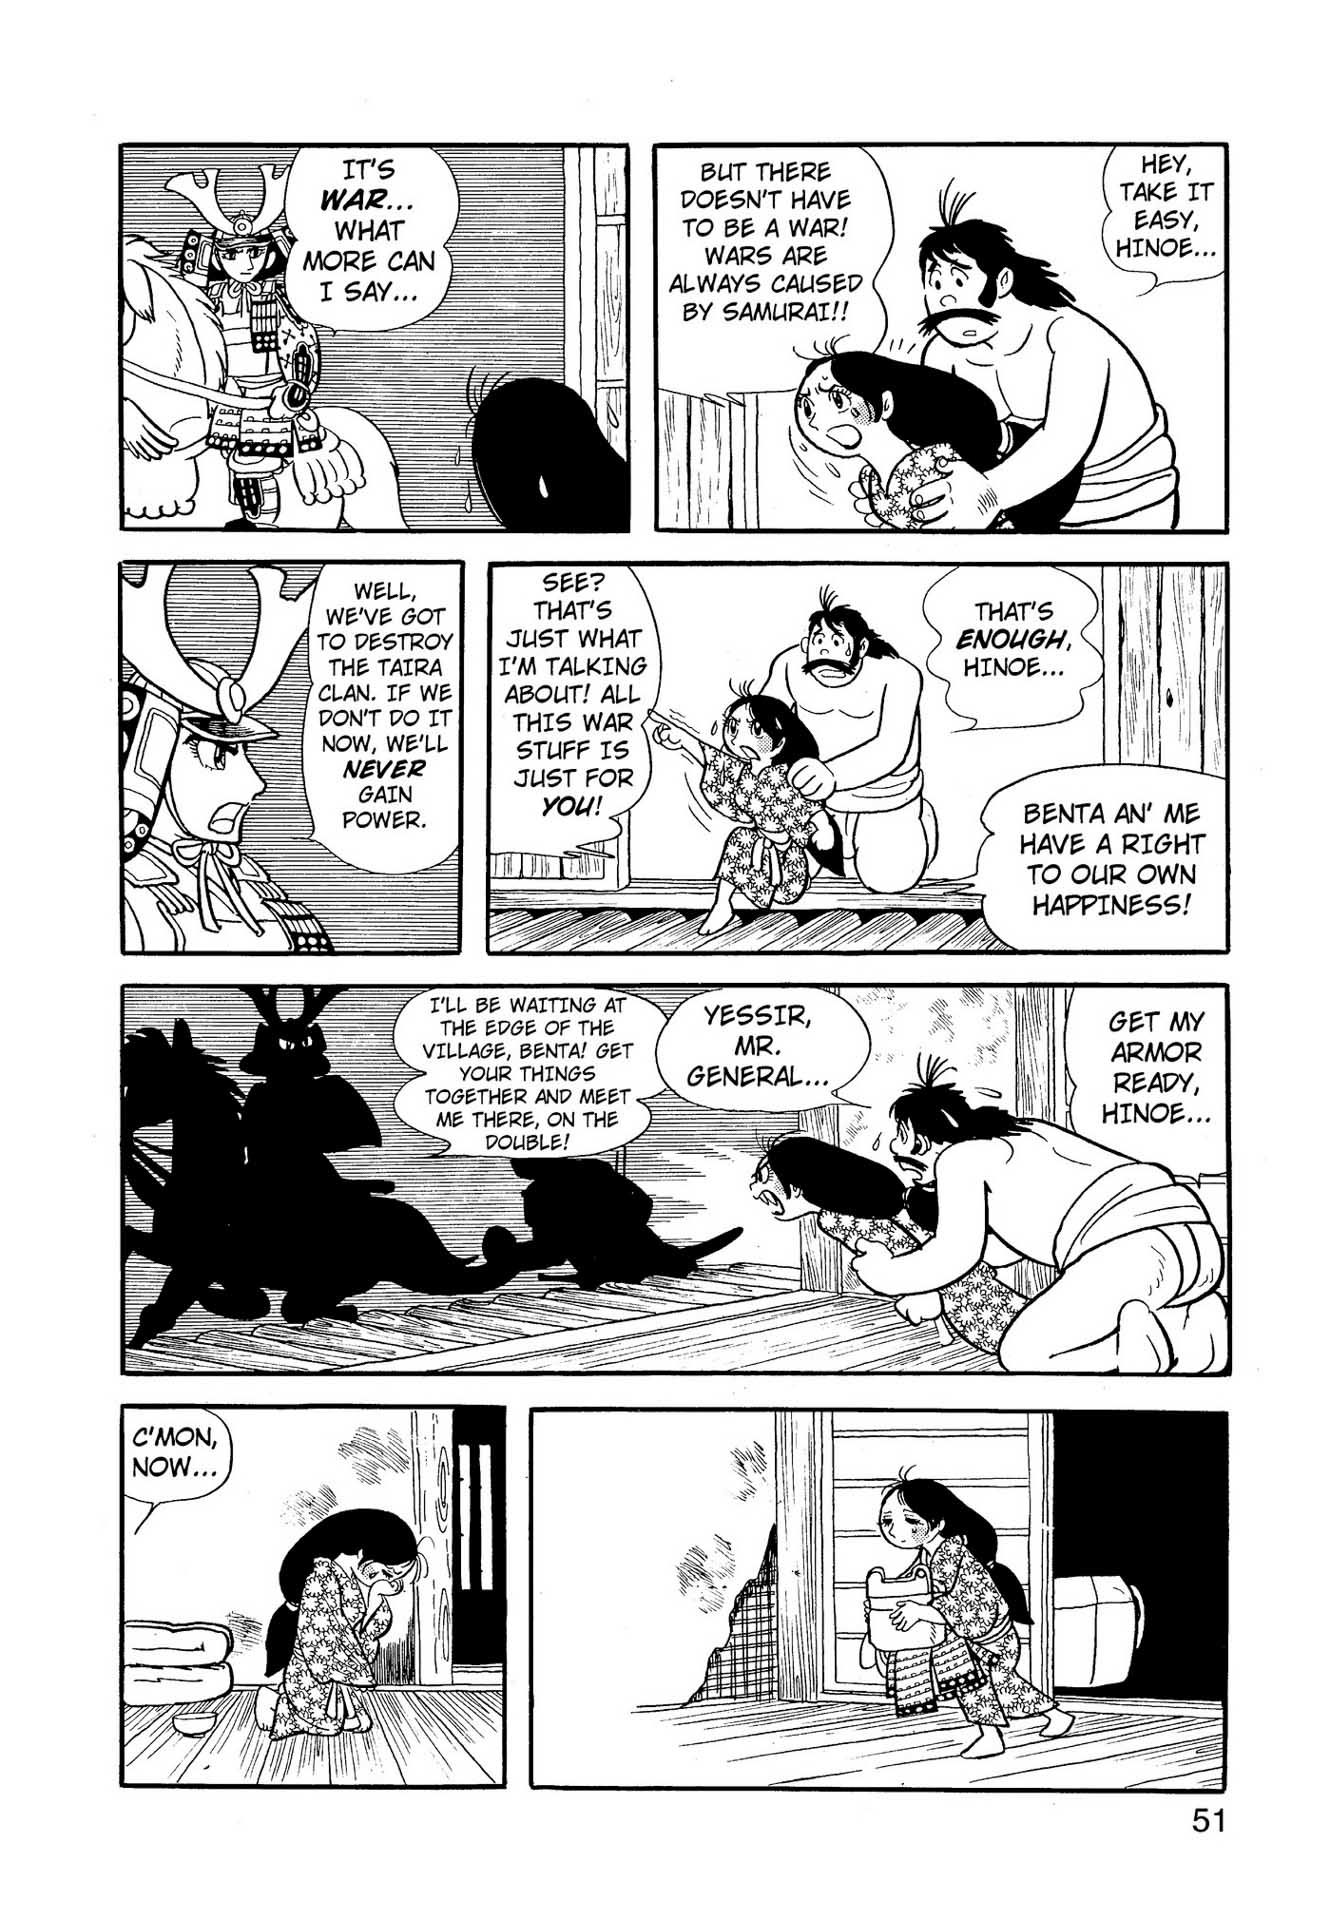 IT'S
WAR...
WHAT
MORE CAN
I SAY...
BUT THERE
DOESN'T HAVE
TO BE A WAR!
WARS ARE
ALWAYS CAUSED
BY SAMURAI!!
HEY,
TAKE IT
EASY,
HINOE...
WELL,
WE'VE GOT
TO DESTROY
THE TAIRA
CLAN. IF WE
DON'T DO IT
NOW, WE'LL
NEVER
GAIN
POWER.
SEE?
THAT'S
JUST WHAT
I'M TALKING
ABOUT! ALL
THIS WAR
STUFF IS
JUST FOR
YOU!
THAT'S
ENOUGH,
HINOE...
BENTA AN' ME
HAVE A RIGHT
TO OUR OWN
HAPPINESS!
I'LL BE WAITING AT
THE EDGE OF THE
VILLAGE, BENTA! GET
YOUR THINGS
TOGETHER AND MEET
ME THERE, ON THE
DOUBLE!
YESSIR,
MR.
GENERAL...
GET MY
ARMOR
READY,
HINOE...
C'MON,
NOW...
51